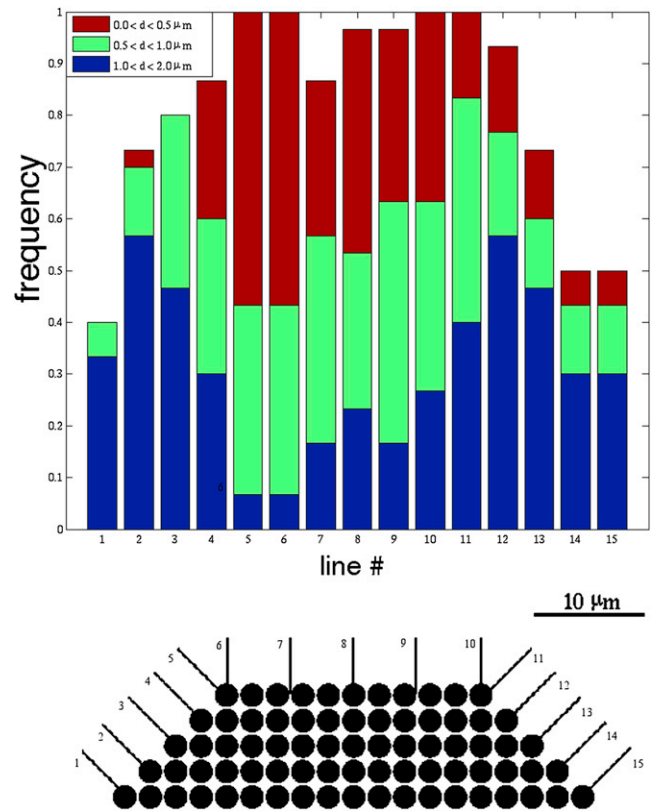 1
0.0 < d < 0.5 μm
0.5 < d < 1.0 μm
1.0 < d < 2.0 μm
0.9
0.8
0.7
0.6
0.5
0.4
0.3
0.2
0.1
0
frequency
6
1 2 3 4 5 6 7 8 9 10 11 12 13 14 15
line #
10 μm
6 7 8 9 10
5 11
4 12
3 13
2 14
1 15